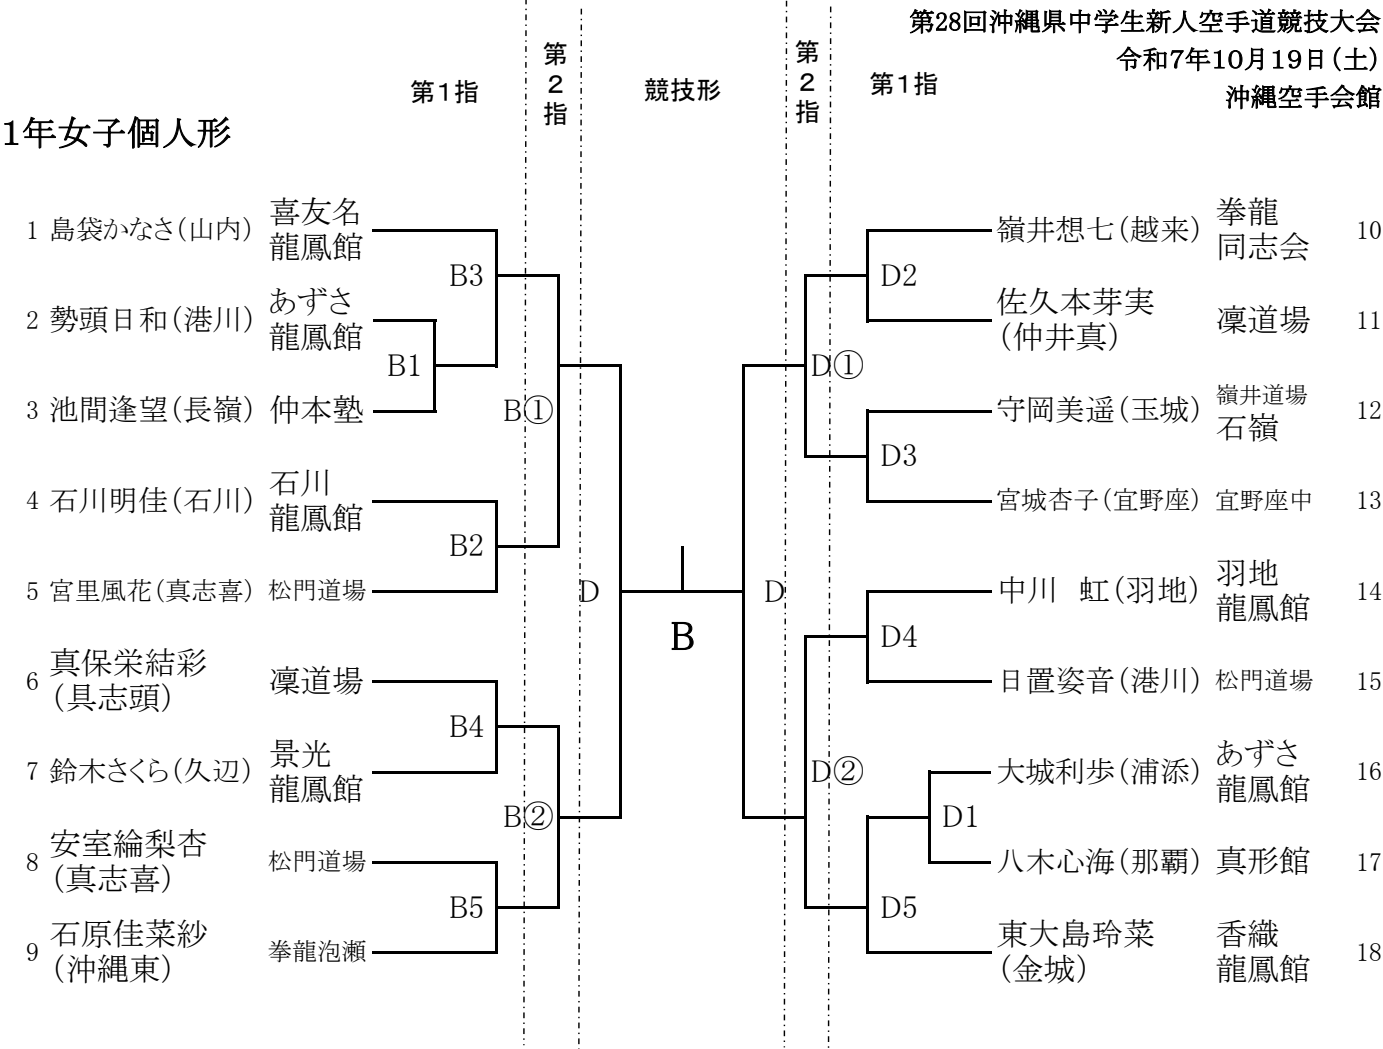 第28回沖縄県中学生新人空手道競技大会
令和7年10月19日（土）
沖縄空手会館
第1指
第2指
競技形
第2指
第1指
1年女子個人形
1 島袋かなさ（山内） 喜友名
龍鳳館
2 勢頭日和（港川） あずさ
龍鳳館
3 池間逢望（長嶺） 仲本塾
4 石川明佳（石川） 石川
龍鳳館
5 宮里風花（真志喜） 松門道場
6 真保栄結彩
（具志頭） 凛道場
7 鈴木さくら（久辺） 景光
龍鳳館
8 安室綸梨杏
（真志喜） 松門道場
9 石原佳菜紗
（沖縄東） 拳龍泡瀬
B3
B1
B①
B2
B4
B②
B5
D
B
D
D2
D①
D3
D4
D②
D1
D5
嶺井想七（越来） 拳龍
同志会 10
佐久本芽実
（仲井真） 凛道場 11
守岡美遥（玉城） 嶺井道場
石嶺 12
宮城杏子（宜野座） 宜野座中 13
中川　虹（羽地） 羽地
龍鳳館 14
日置姿音（港川） 松門道場 15
大城利歩（浦添） あずさ
龍鳳館 16
八木心海（那覇） 真形館 17
東大島玲菜
（金城） 香織
龍鳳館 18